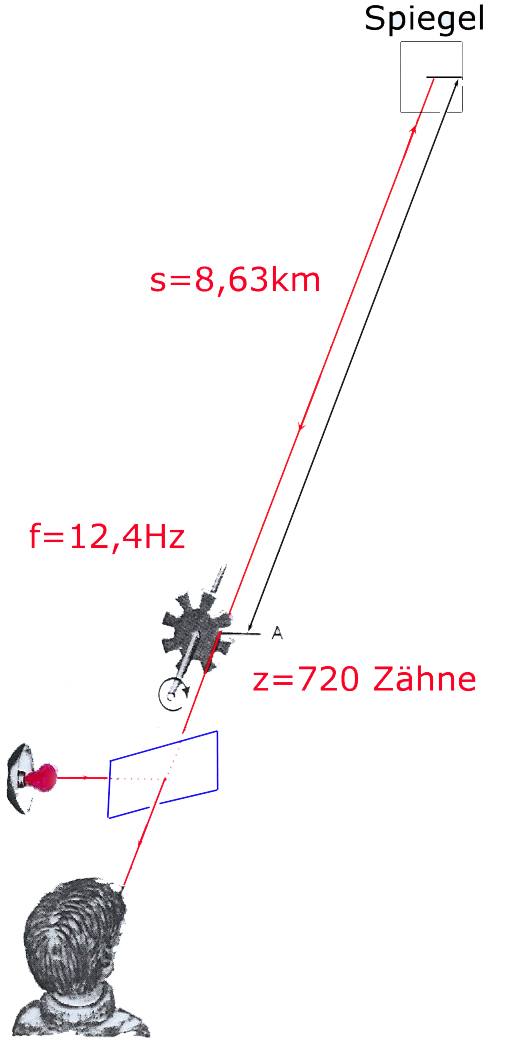 Spiegel
s=8,63km
f=12,4Hz
A
z=720 Zähne